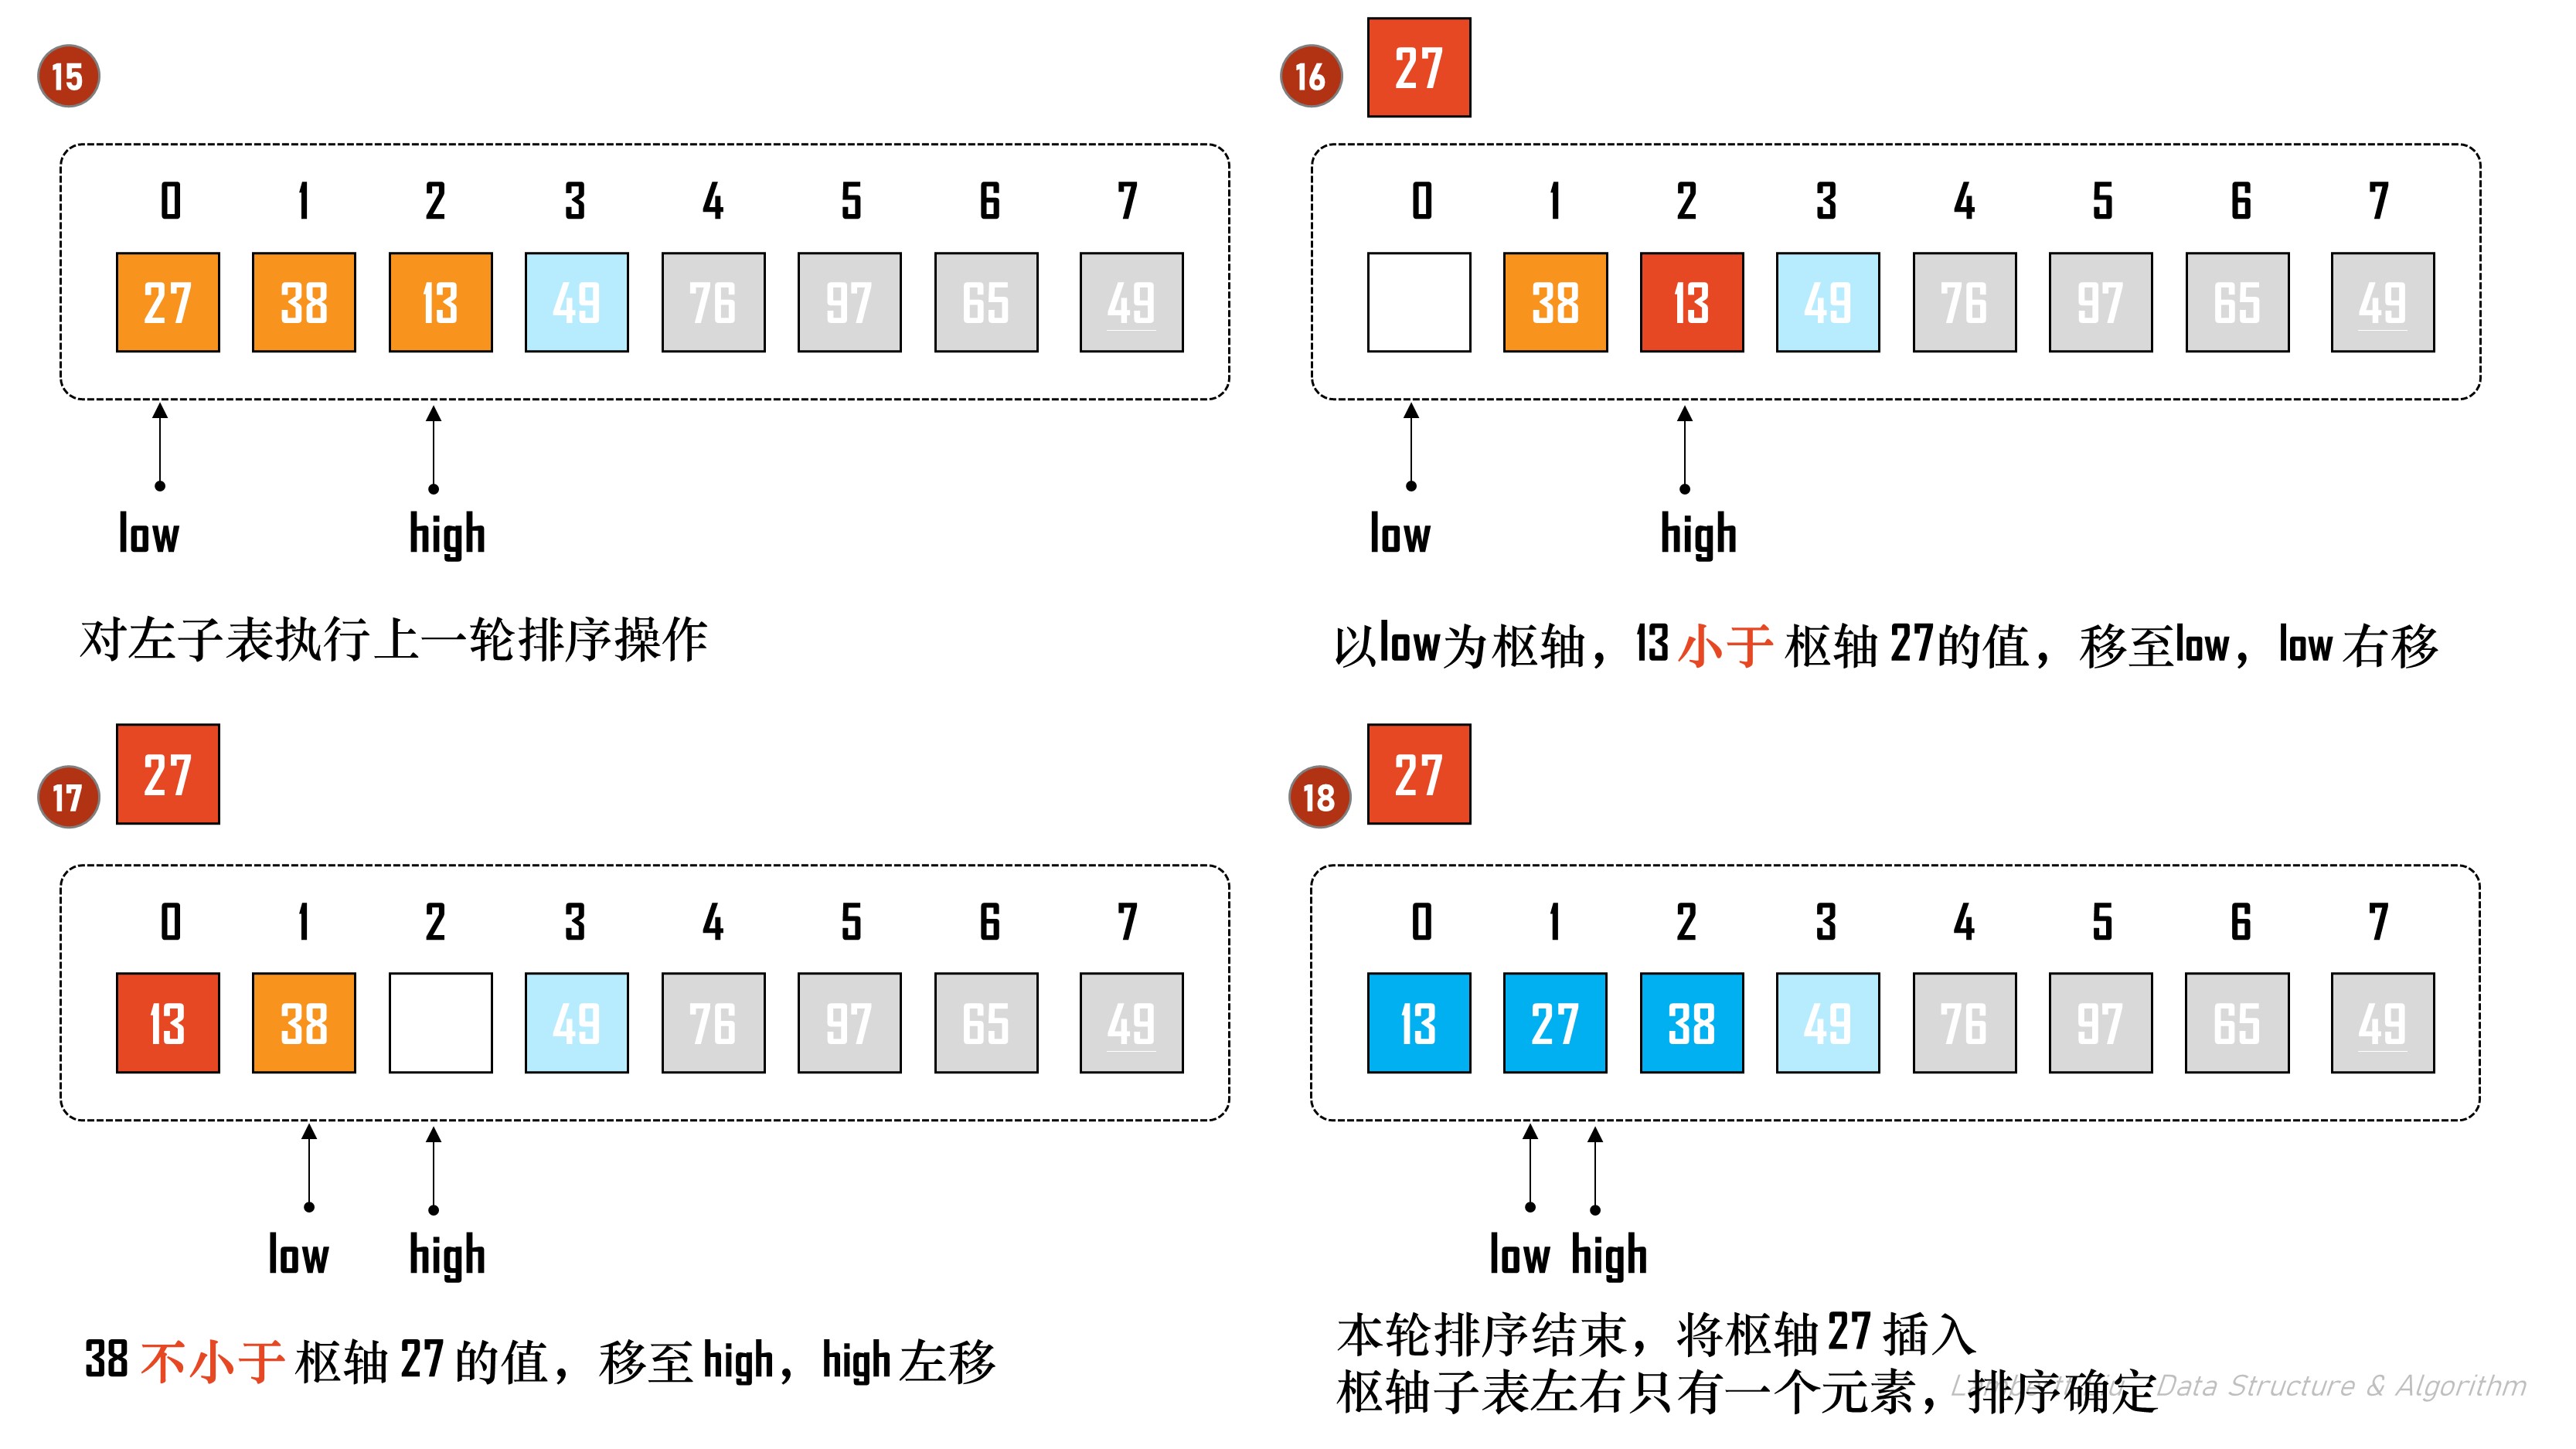 15
0 1 2 3 4 5 6 7
27 38 13 49 76 97 65 49
low high
对左子表执行上一轮排序操作
16
27
0 1 2 3 4 5 6 7
38 13 49 76 97 65 49
low high
以low为枢轴，13 小于 枢轴 27的值，移至low，low 右移
17
27
0 1 2 3 4 5 6 7
13 38 49 76 97 65 49
low high
38 不小于 枢轴 27 的值，移至 high，high 左移
18
27
0 1 2 3 4 5 6 7
13 27 38 49 76 97 65 49
low high
本轮排序结束，将枢轴 27 插入
枢轴子表左右只有一个元素，排序确定
Data Structure & Algorithm